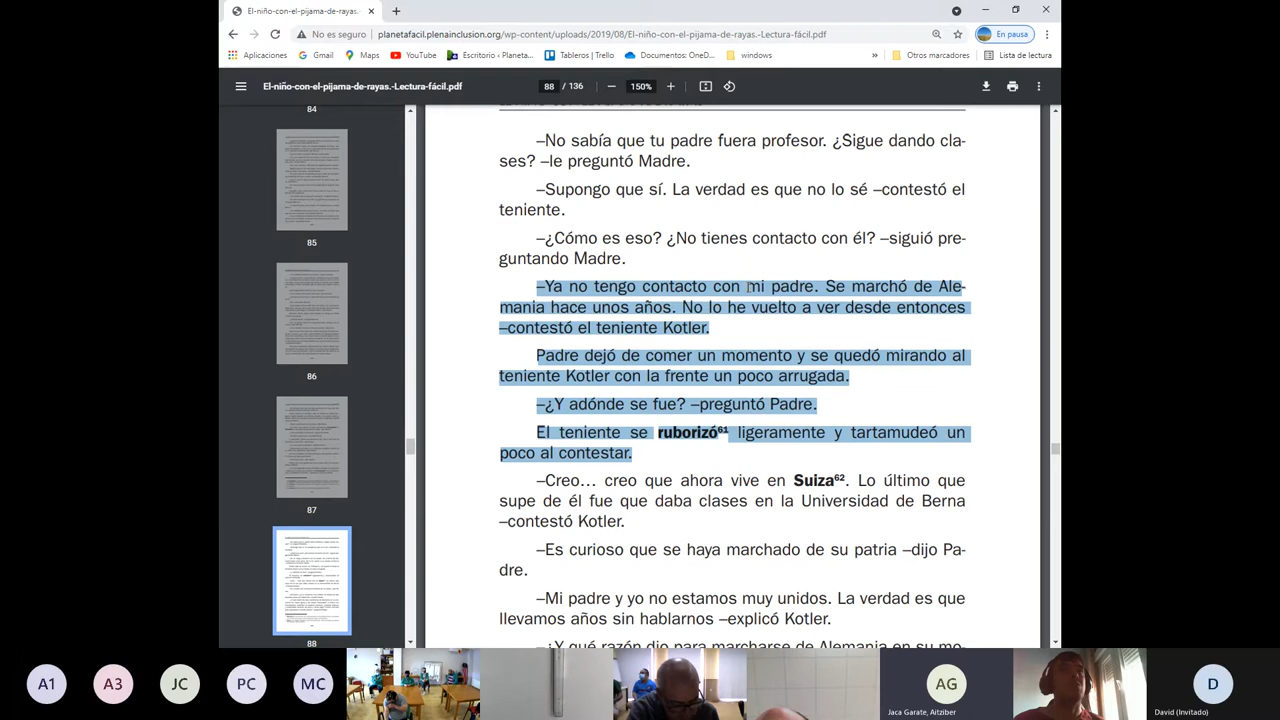 El-niño-con-el-pijama-de-rayas.-
No es seguro
planetafacil.plenainclusion.org/wp-content/uploads/2019/08/El-niño-con-el-pijama-de-rayas.-Lectura-fácil.pdf
En pausa
Aplicaciones
Gmail
Maps
YouTube
Escritorio ‹ Planeta...
Tableros | Trello
Documentos: OneD...
windows
»
Otros marcadores
Lista de lectura
El-niño-con-el-pijama-de-rayas.-Lectura-fácil.pdf
88 / 136
150%
84
85
86
87
88
–No sabía que tu padre fuera profesor. ¿Sigue dando cla-
ses? –le preguntó Madre.
–Supongo que sí. La verdad es que no lo sé –contestó el
teniente.
–¿Cómo es eso? ¿No tienes contacto con él? –siguió pre-
guntando Madre.
–Ya no tengo contacto con mi padre. Se marchó de Ale-
mania hace unos años. No lo he vuelto a ver desde entonces
–contestó el teniente Kotler.
Padre dejó de comer un momento y se quedó mirando al
teniente Kotler con la frente un poco arrugada.
–¿Y adónde se fue? –preguntó Padre.
El teniente se ruborizó⁶¹ ligeramente y tartamudeó un
poco al contestar.
–Creo… creo que ahora vive en Suiza⁶². Lo último que
supe de él fue que daba clases en la Universidad de Berna
–contestó Kotler.
–Es curioso que se haya marchado de su patria –dijo Pa-
dre.
–Mi padre y yo no estamos muy unidos. La verdad es que
llevamos años sin hablarnos –explicó Kotler.
–¿Y qué razón dio para marcharse de Alemania en su mo-
A1
A3
JC
PC
MC
AG
Jaca Garate, Aitziber
D
David (Invitado)